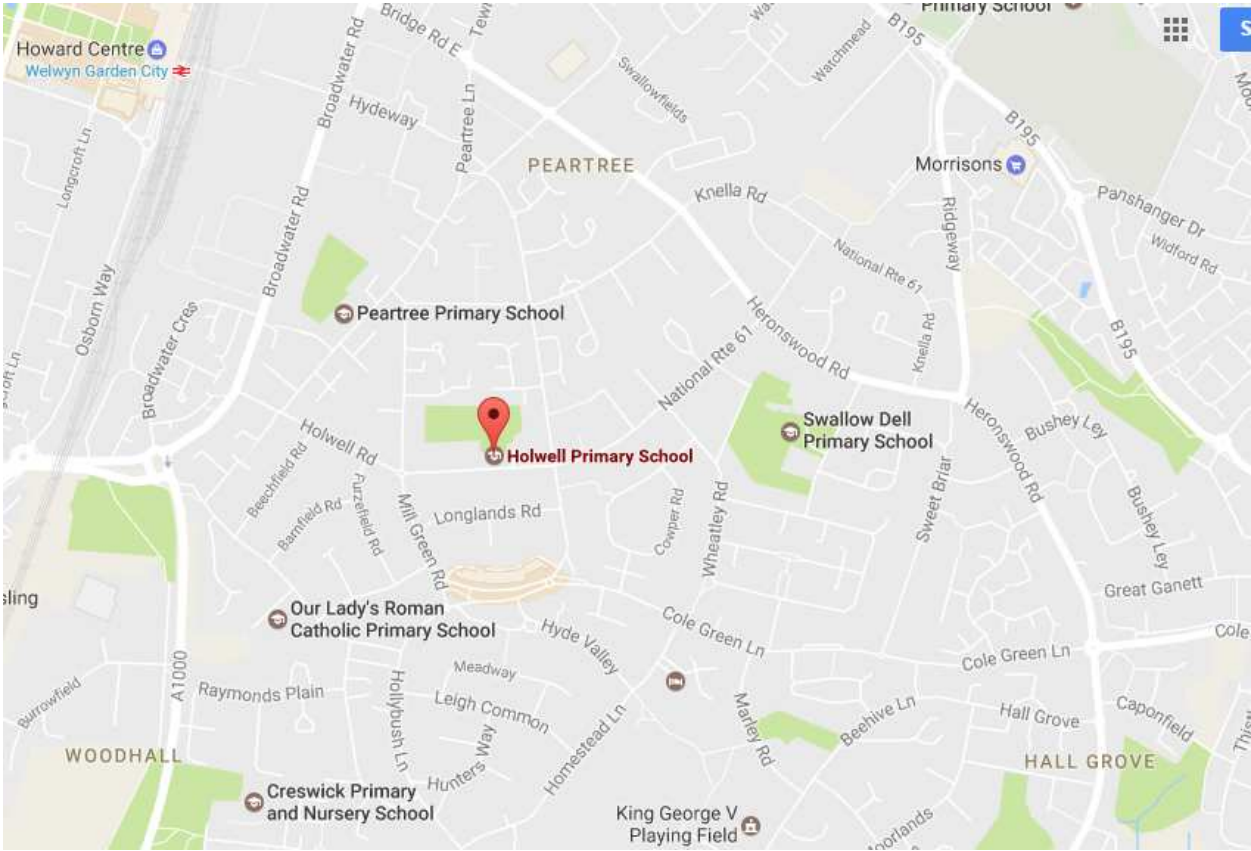 Primary School
Howard Centre
Welwyn Garden City
Broadwater Rd
Bridge Rd E
B195
Watchmead
Swallowfields
Hydeway
Peartree Ln
Longcroft Ln
PEARTREE
B195
Morrisons
Knella Rd
Panshanger Dr
Ridgeway
Widford Rd
Broadwater Rd
National Rte 61
Osborn Way
Peartree Primary School
Broadwater Cres
Heronswood Rd
Knella Rd
B195
National Rte 61
Swallow Dell
Primary School
Heronswood Rd
Bushey Ley
Holwell Rd
Holwell Primary School
Beechfield Rd
Barnfield Rd
Furzefield Rd
Mill Green Rd
Longlands Rd
Cowper Rd
Wheatley Rd
Sweet Briar
Bushey Ley
Great Ganett
Our Lady's Roman
Catholic Primary School
Hyde Valley
Cole Green Ln
Cole
Cole Green Ln
A1000
Meadway
Raymonds Plain
Hollybush Ln
Leigh Common
Burrowfield
Hunters Way
Homestead Ln
Marley Rd
Beehive Ln
Hall Grove
Caponfield
WOODHALL
HALL GROVE
Creswick Primary
and Nursery School
King George V
Playing Field